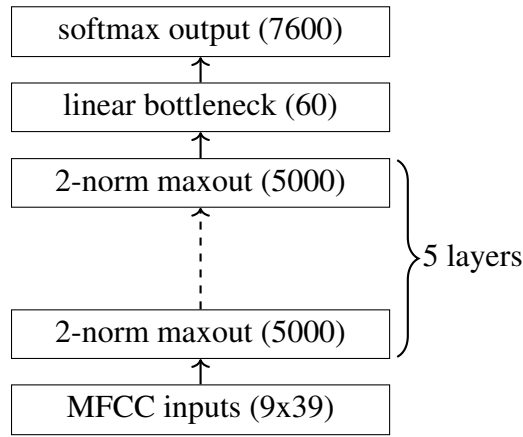 softmax output (7600)
linear bottleneck (60)
2-norm maxout (5000)
5 layers
2-norm maxout (5000)
MFCC inputs (9x39)